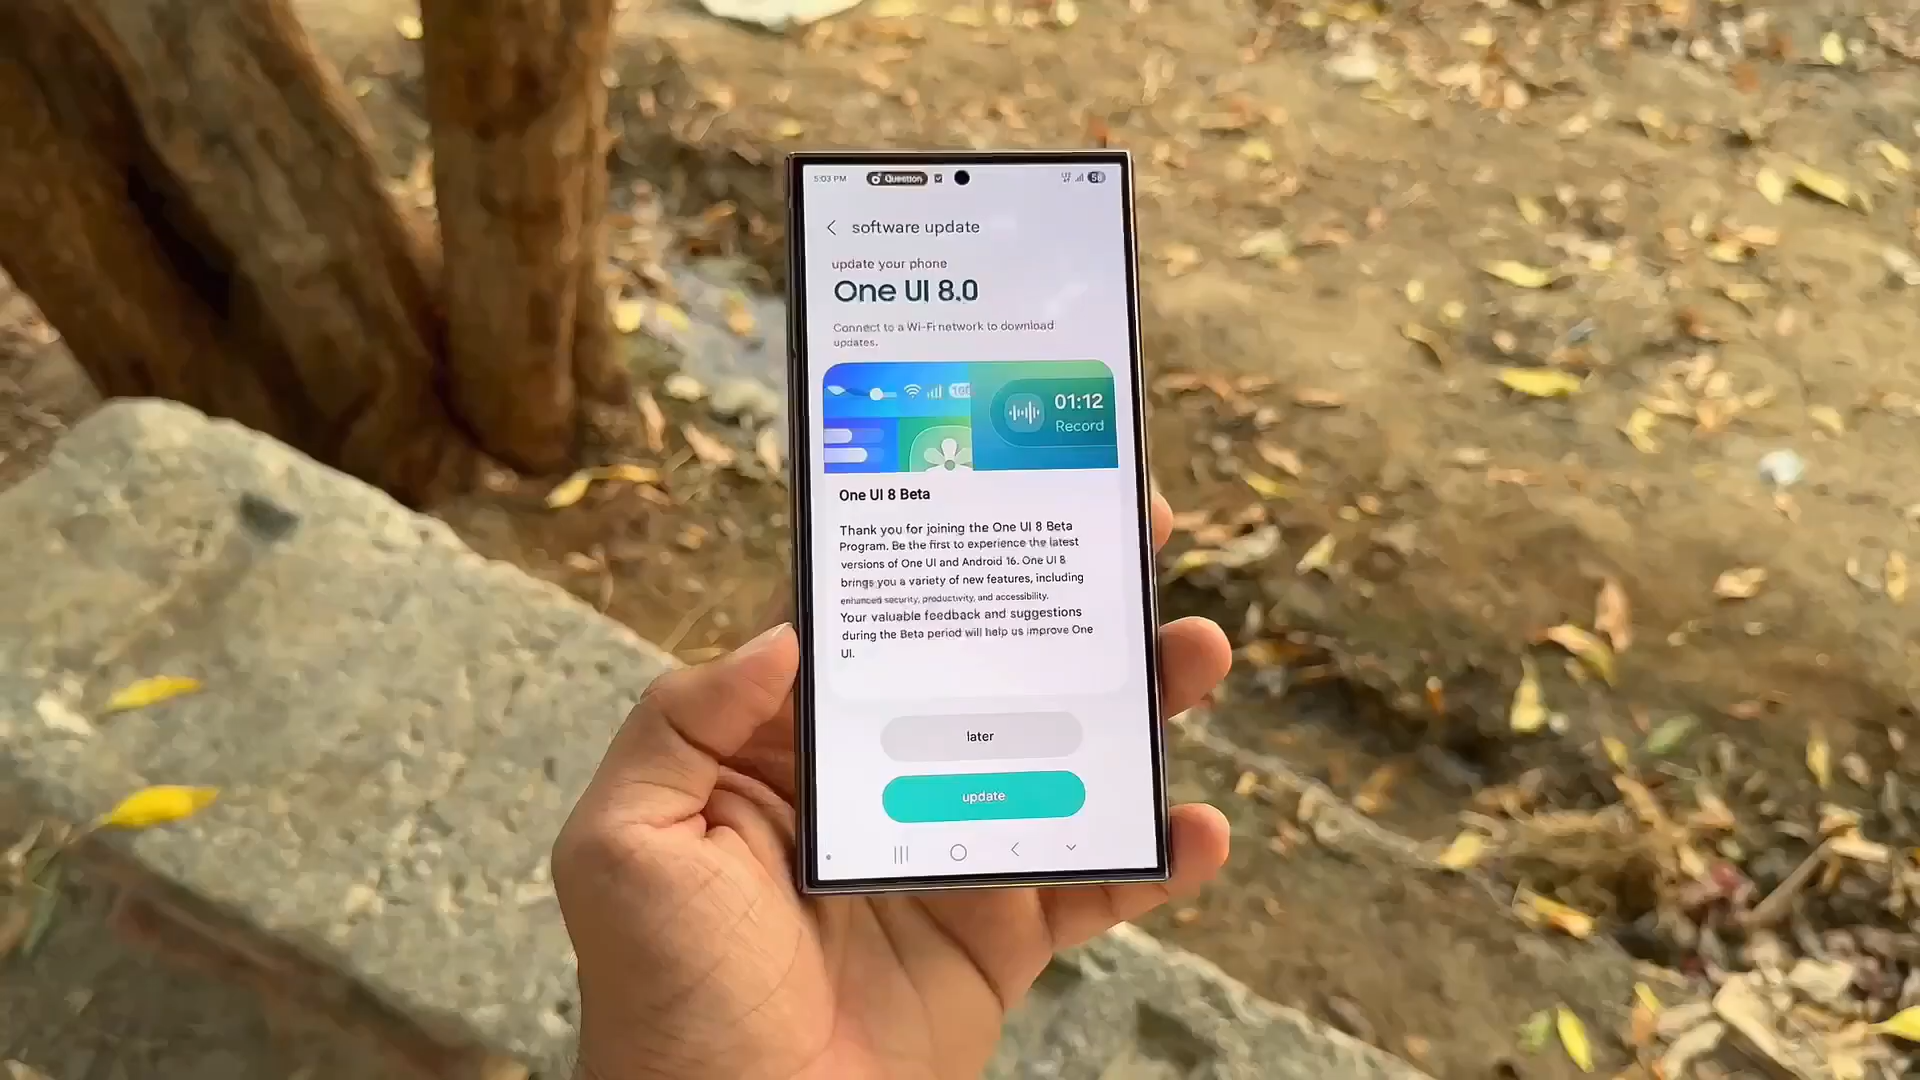 5:03 PM
Question
58
software update
update your phone
One UI 8.0
Connect to a Wi-Fi network to download
updates.
100
01:12
Record
One UI 8 Beta
Thank you for joining the One UI 8 Beta
Program. Be the first to experience the latest
versions of One UI and Android 16. One UI 8
brings you a variety of new features, including
enhanced security, productivity, and accessibility.
Your valuable feedback and suggestions
during the Beta period will help us improve One
UI.
later
update